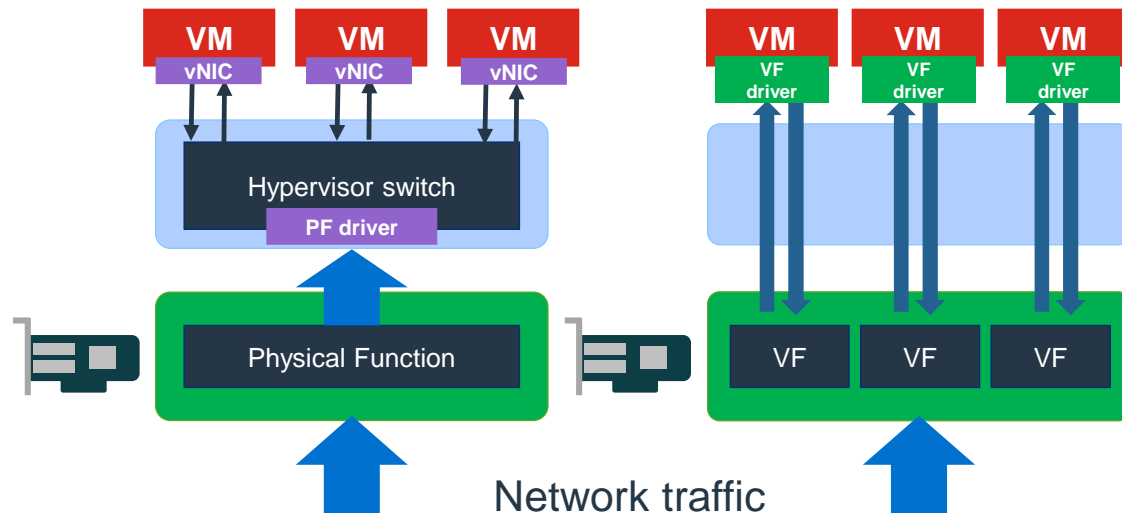 VM
VM
VM
vNIC
vNIC
vNIC
Hypervisor switch
PF driver
Physical Function
VM
VM
VM
VF
driver
VF
driver
VF
driver
VF
VF
VF
Network traffic